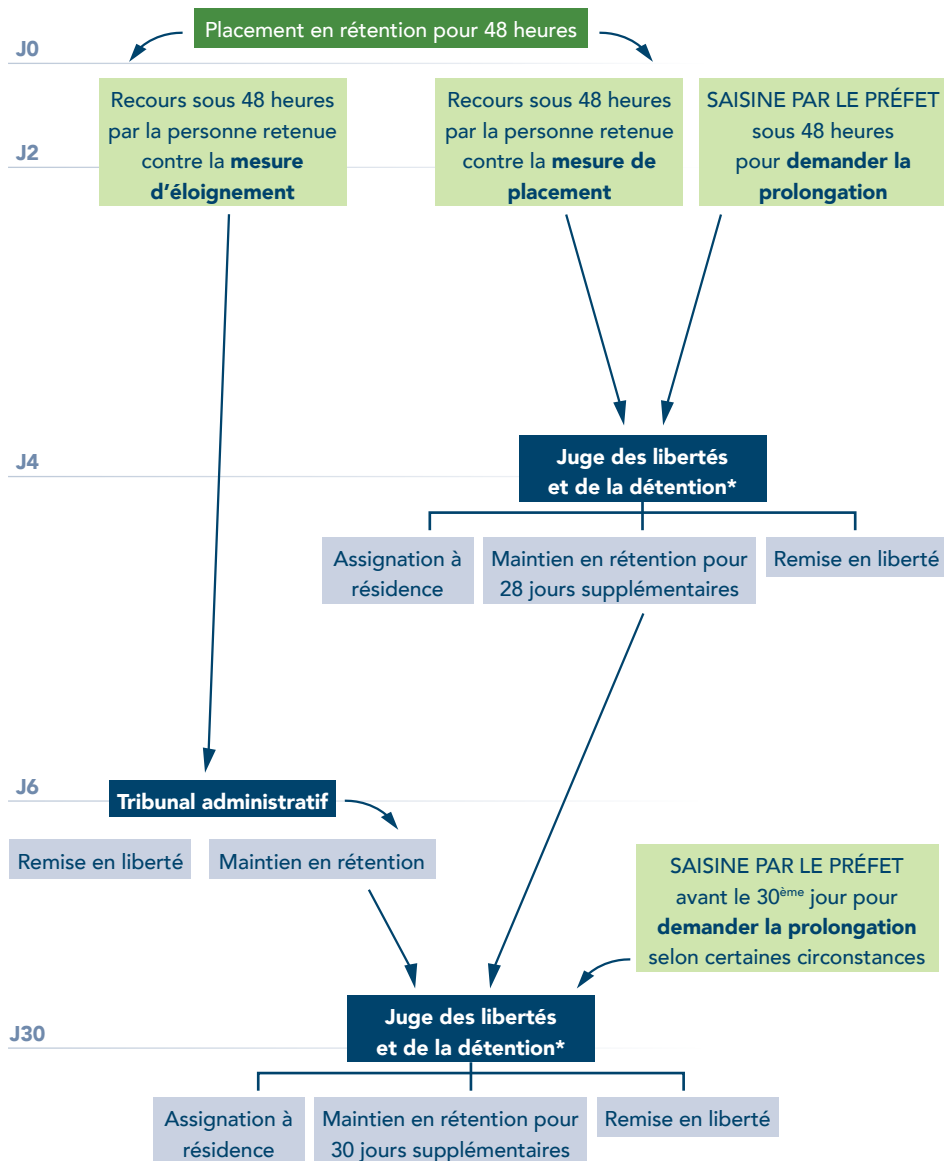 Placement en rétention pour 48 heures
J0
Recours sous 48 heures
par la personne retenue
contre la mesure
d'éloignement
Recours sous 48 heures
par la personne retenue
contre la mesure de
placement
SAISINE PAR LE PRÉFET
sous 48 heures
pour demander la
prolongation
J2
J4
Juge des libertés
et de la détention*
Assignation à
résidence
Maintien en rétention pour
28 jours supplémentaires
Remise en liberté
J6
Tribunal administratif
Remise en liberté
Maintien en rétention
SAISINE PAR LE PRÉFET
avant le 30ème jour pour
demander la prolongation
selon certaines circonstances
J30
Juge des libertés
et de la détention*
Assignation à
résidence
Maintien en rétention pour
30 jours supplémentaires
Remise en liberté